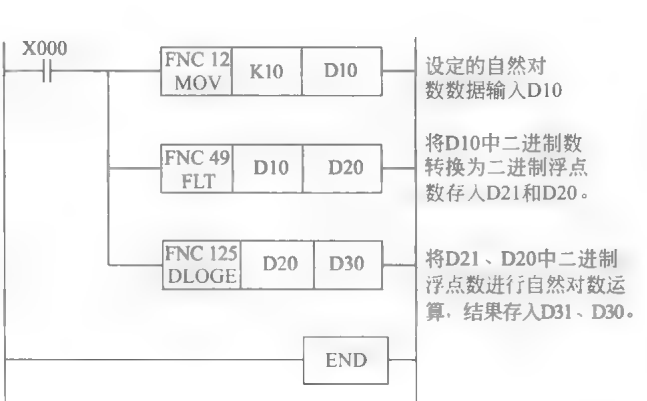 X000
FNC 12
MOV
K10
D10
设定的自然对
数数据输入D10
FNC 49
FLT
D10
D20
将D10中二进制数
转换为二进制浮点
数存入D21和D20。
FNC 125
DLOGE
D20
D30
将D21、D20中二进制
浮点数进行自然对数运
算，结果存入D31、D30。
END